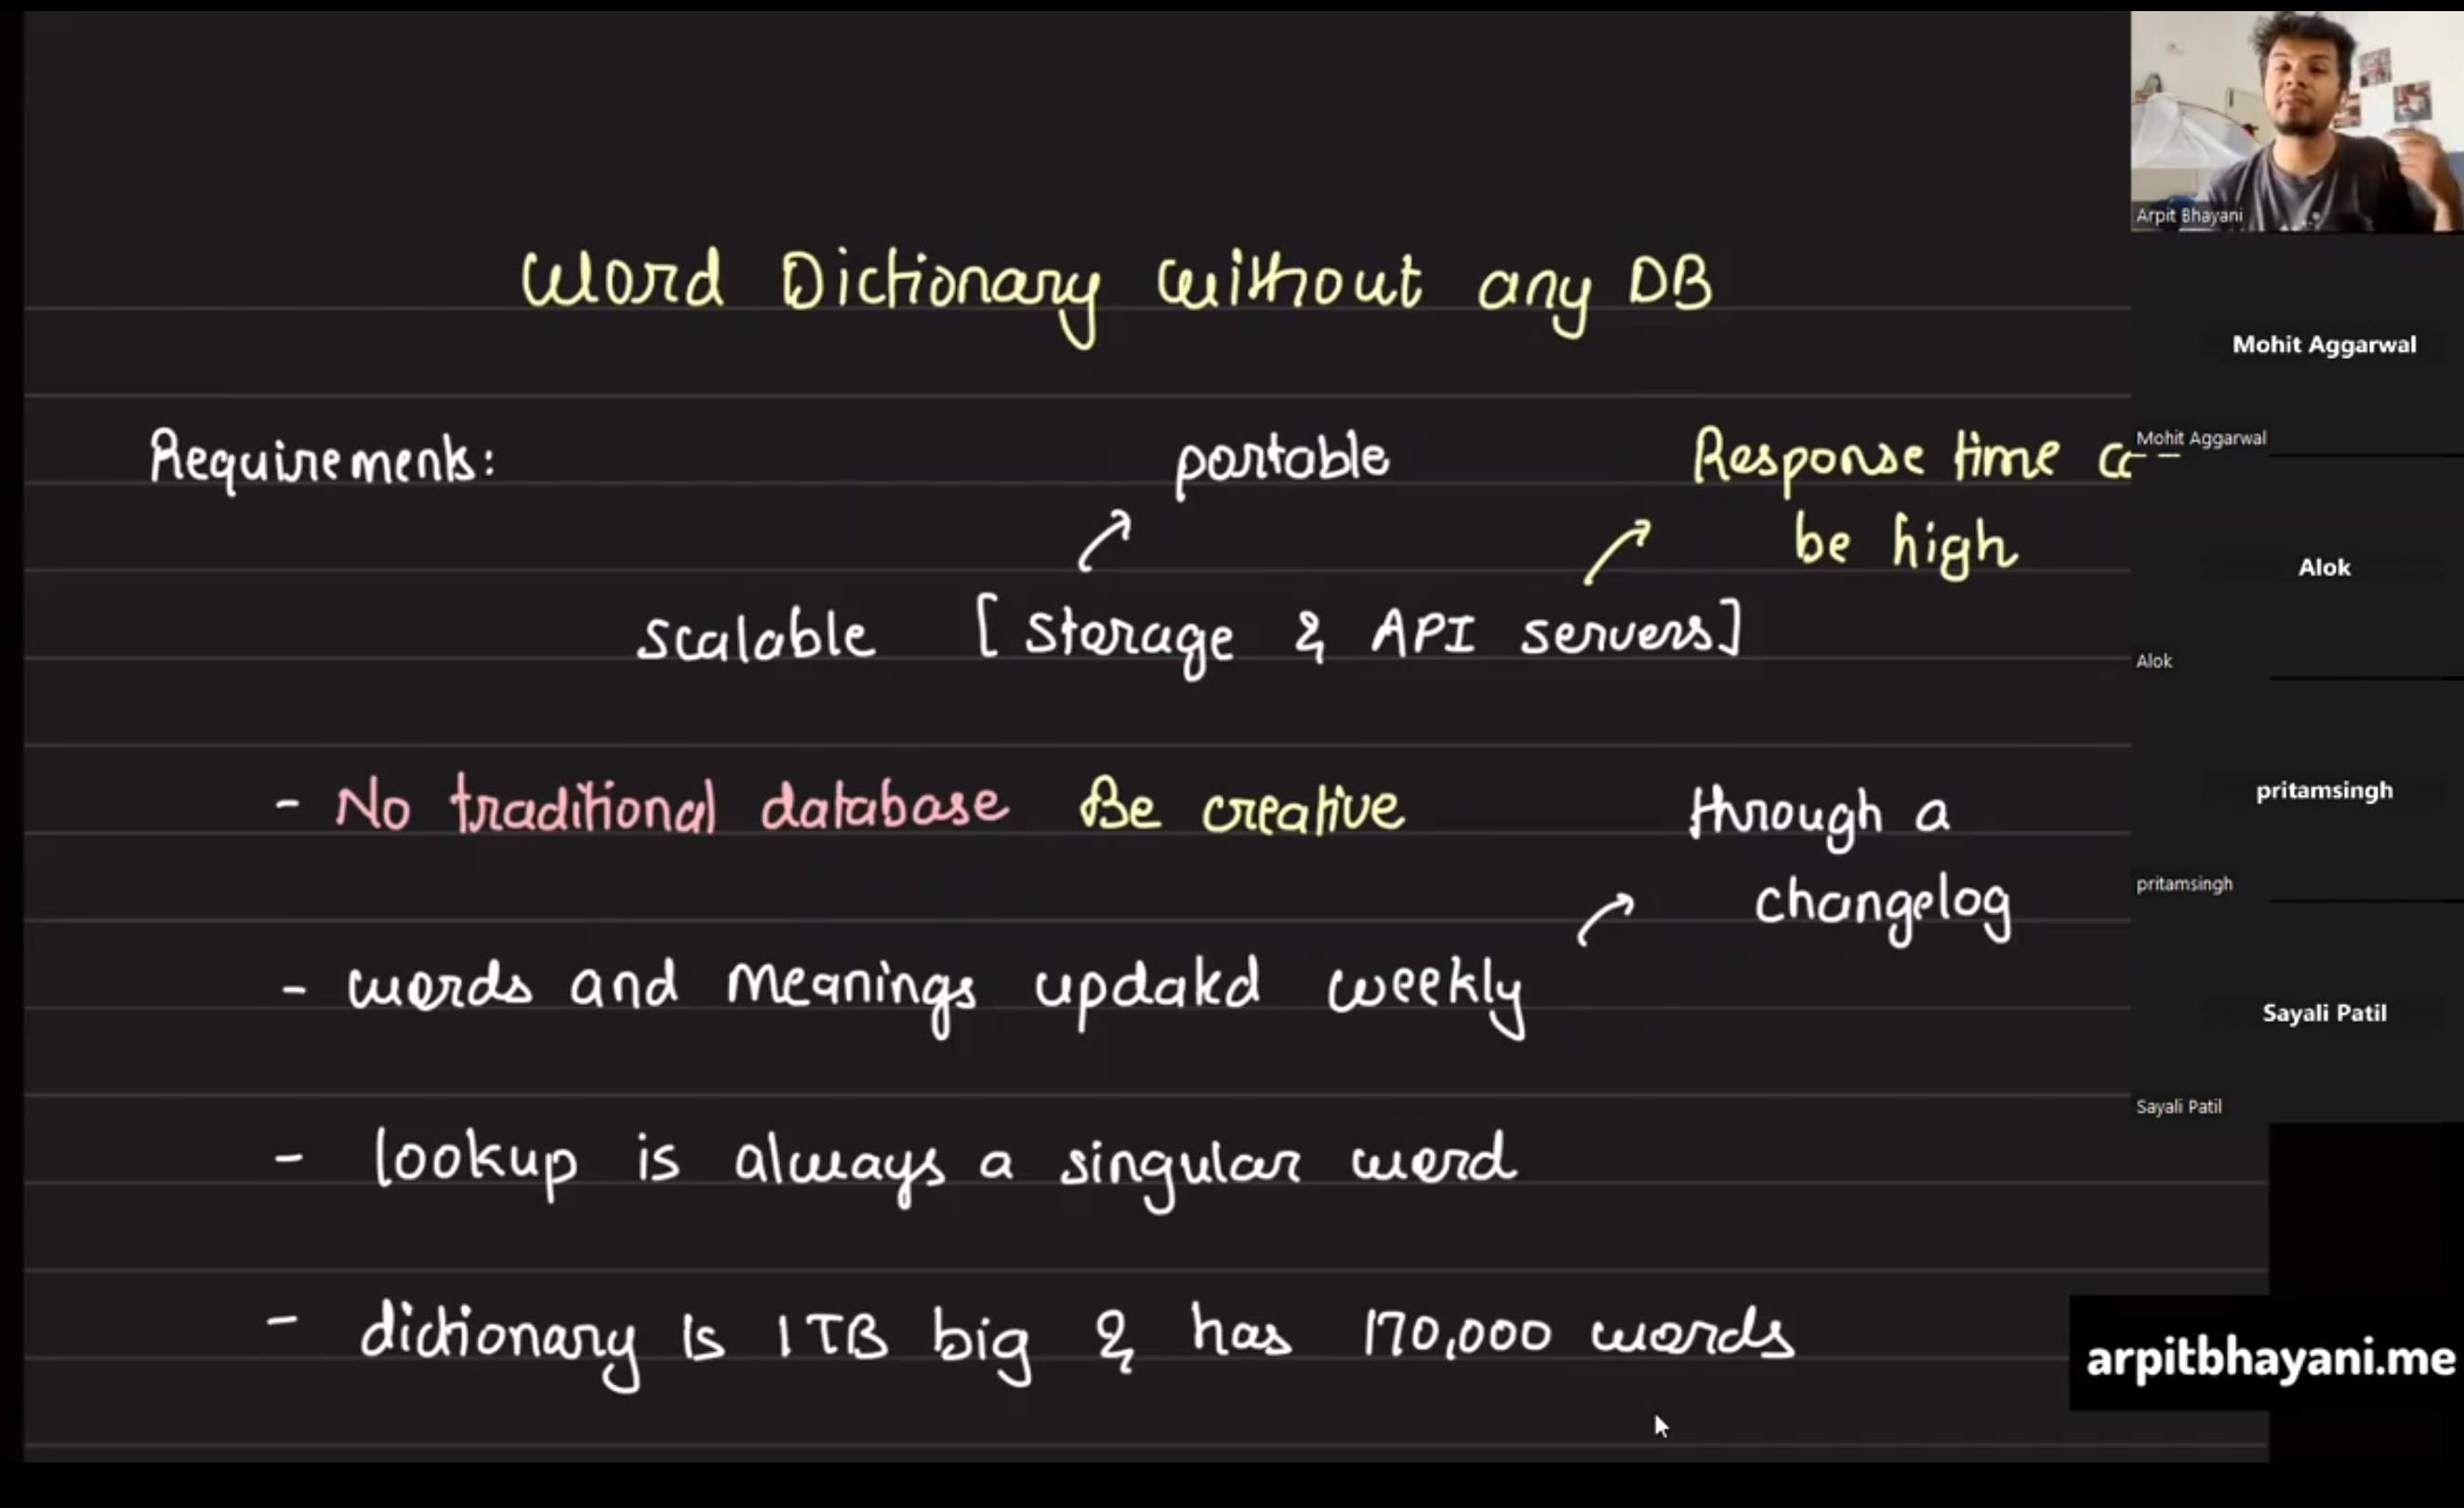 Arpit Bhayani
Word Dictionary without any DB
Mohit Aggarwal
Requirements:
portable
Response time
Mohit Aggarwal
be high
Alok
scalable [storage & API servers]
Alok
- No traditional database Be creative
through a
pritamsingh
changelog
pritamsingh
- words and meanings updated weekly
Sayali Patil
Sayali Patil
- lookup is always a singular word
- dictionary is 1TB big & has 170,000 words
arpitbhayani.me